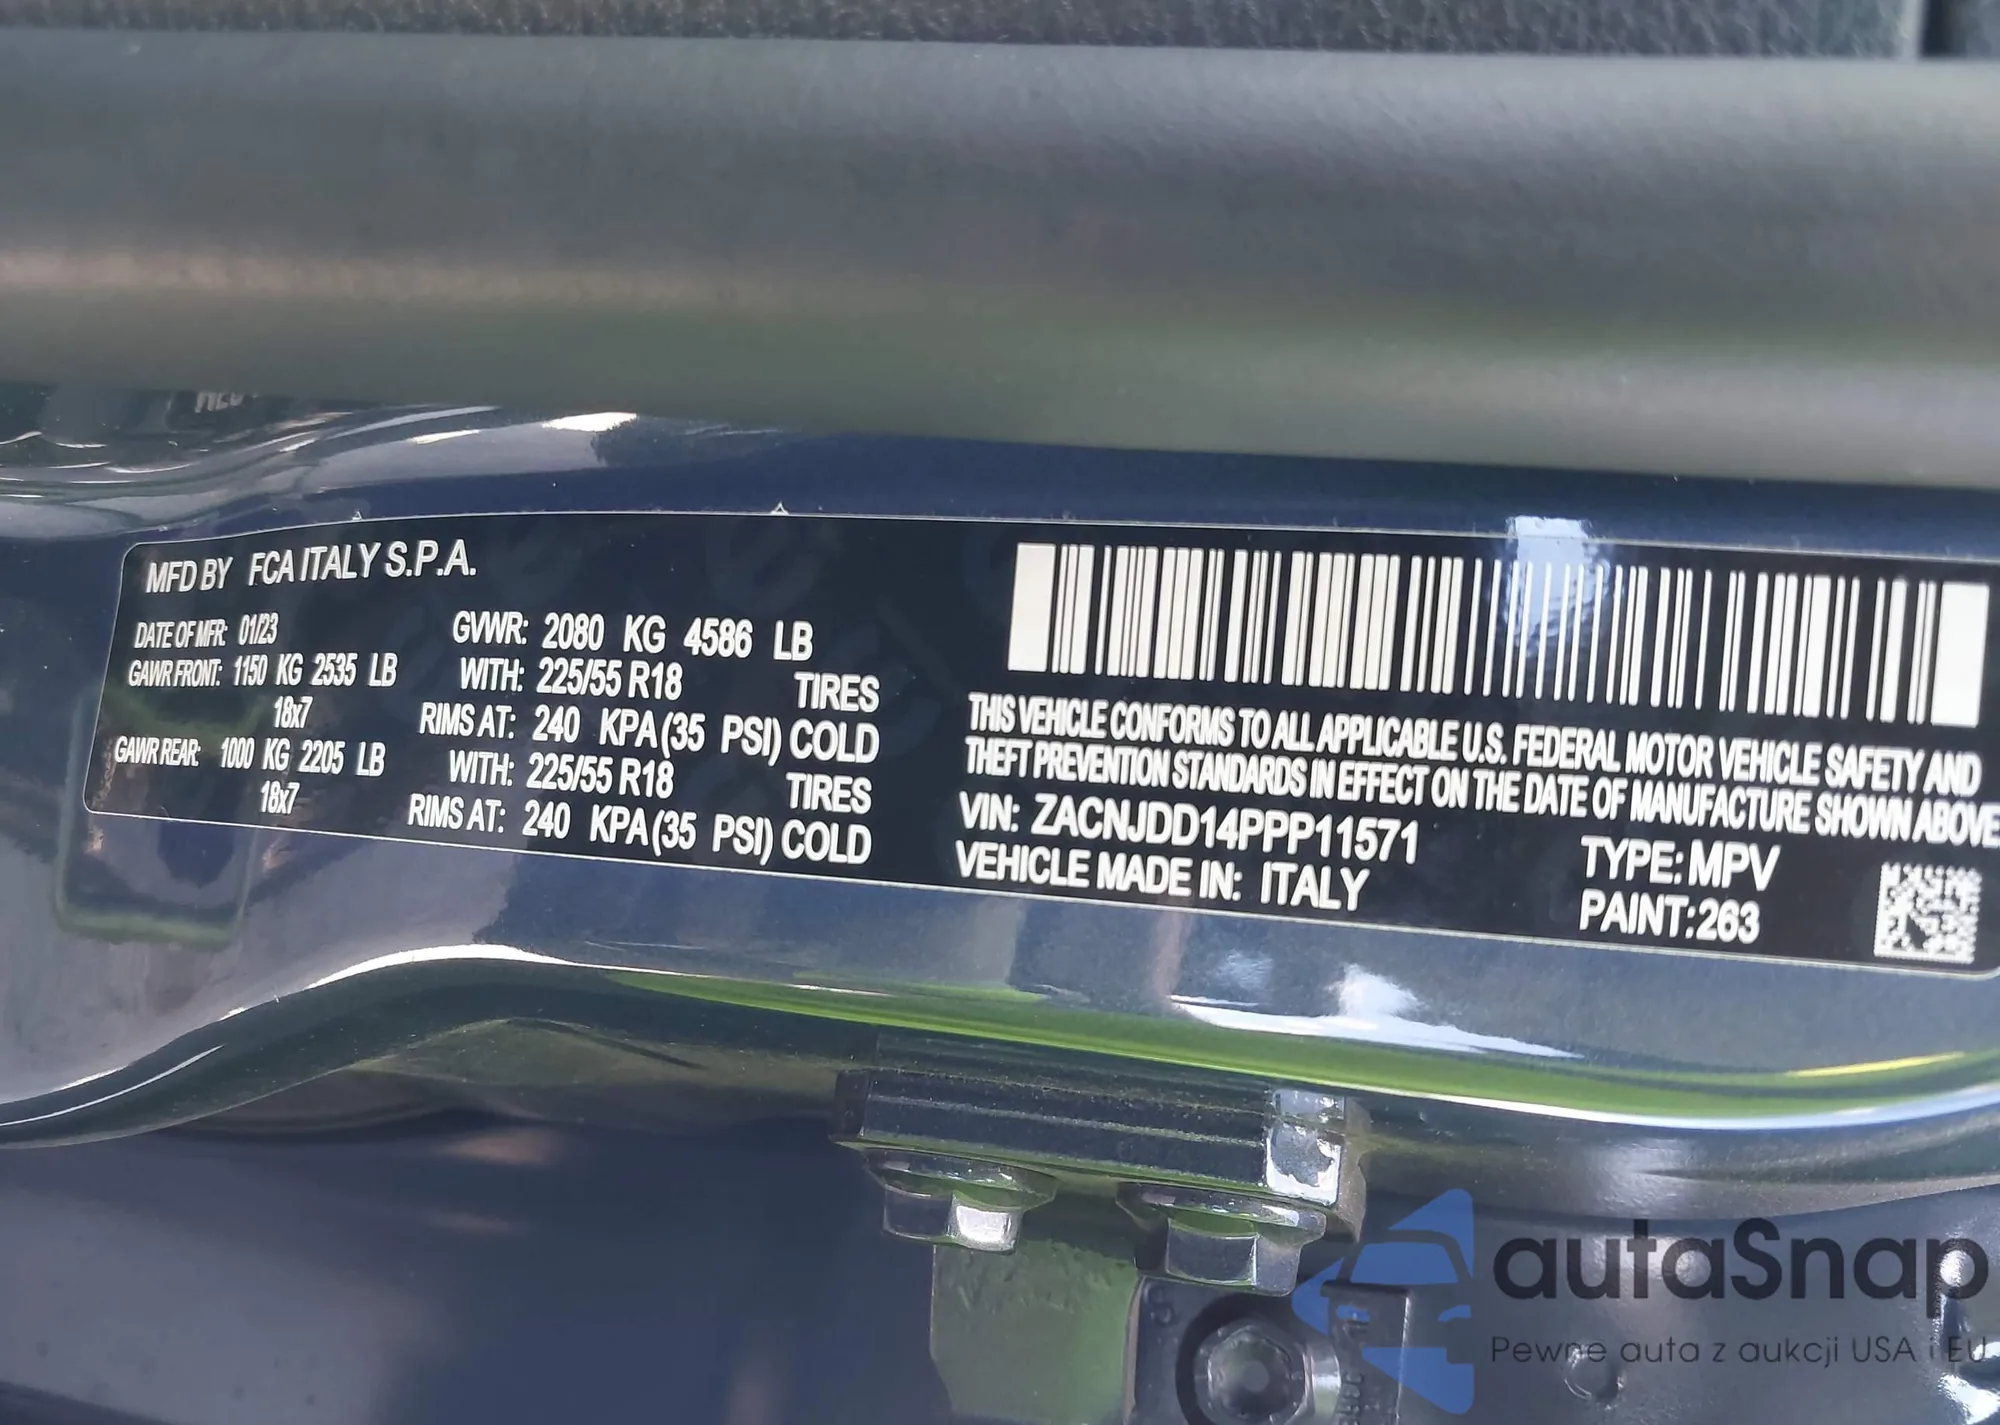 MFD BY FCA ITALY S.P.A.
DATE OF MFR: 01/23 GVWR: 2080 KG 4586 LB
GAWR FRONT: 1150 KG 2535 LB WITH: 225/55 R18 TIRES
18x7 RIMS AT: 240 KPA (35 PSI) COLD
GAWR REAR: 1000 KG 2205 LB WITH: 225/55 R18 TIRES
18x7 RIMS AT: 240 KPA (35 PSI) COLD
THIS VEHICLE CONFORMS TO ALL APPLICABLE U.S. FEDERAL MOTOR VEHICLE SAFETY AND
THEFT PREVENTION STANDARDS IN EFFECT ON THE DATE OF MANUFACTURE SHOWN ABOVE
VIN: ZACNJDD14PPP11571 TYPE: MPV
VEHICLE MADE IN: ITALY PAINT: 263
autaSnap
Pewne auta z aukcji USA i EU